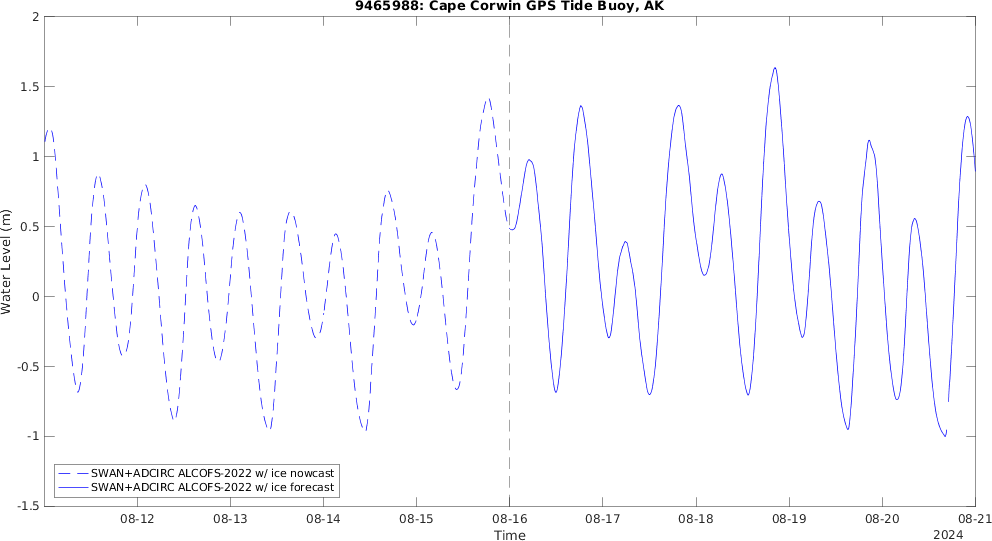 9465988: Cape Corwin GPS Tide Buoy, AK
2
1.5
1
0.5
0
-0.5
-1
-1.5
Water Level (m)
SWAN+ADCIRC ALCOFS-2022 w/ ice nowcast
SWAN+ADCIRC ALCOFS-2022 w/ ice forecast
08-12 08-13 08-14 08-15 08-16 08-17 08-18 08-19 08-20 08-21
Time
2024